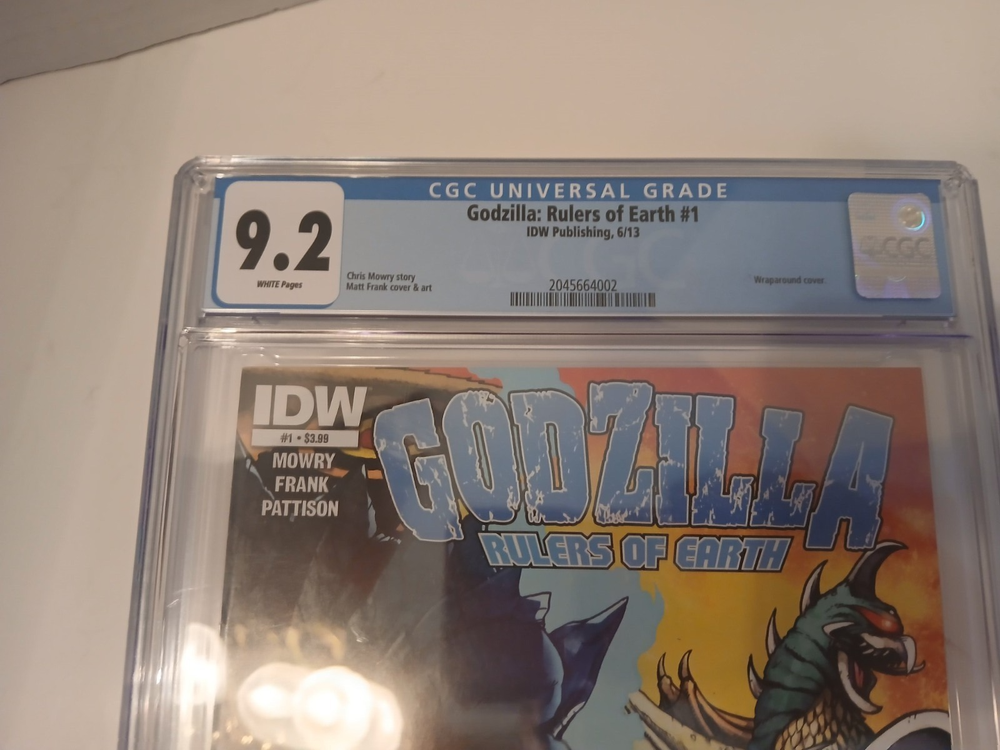 CGC UNIVERSAL GRADE
9.2
WHITE Pages
Godzilla: Rulers of Earth #1
IDW Publishing, 6/13
Chris Mowry story
Matt Frank cover & art
2045664002
Wraparound cover.
CGC
CGC
IDW
#1 • $3.99
MOWRY
FRANK
PATTISON
GODZILLA
RULERS OF EARTH